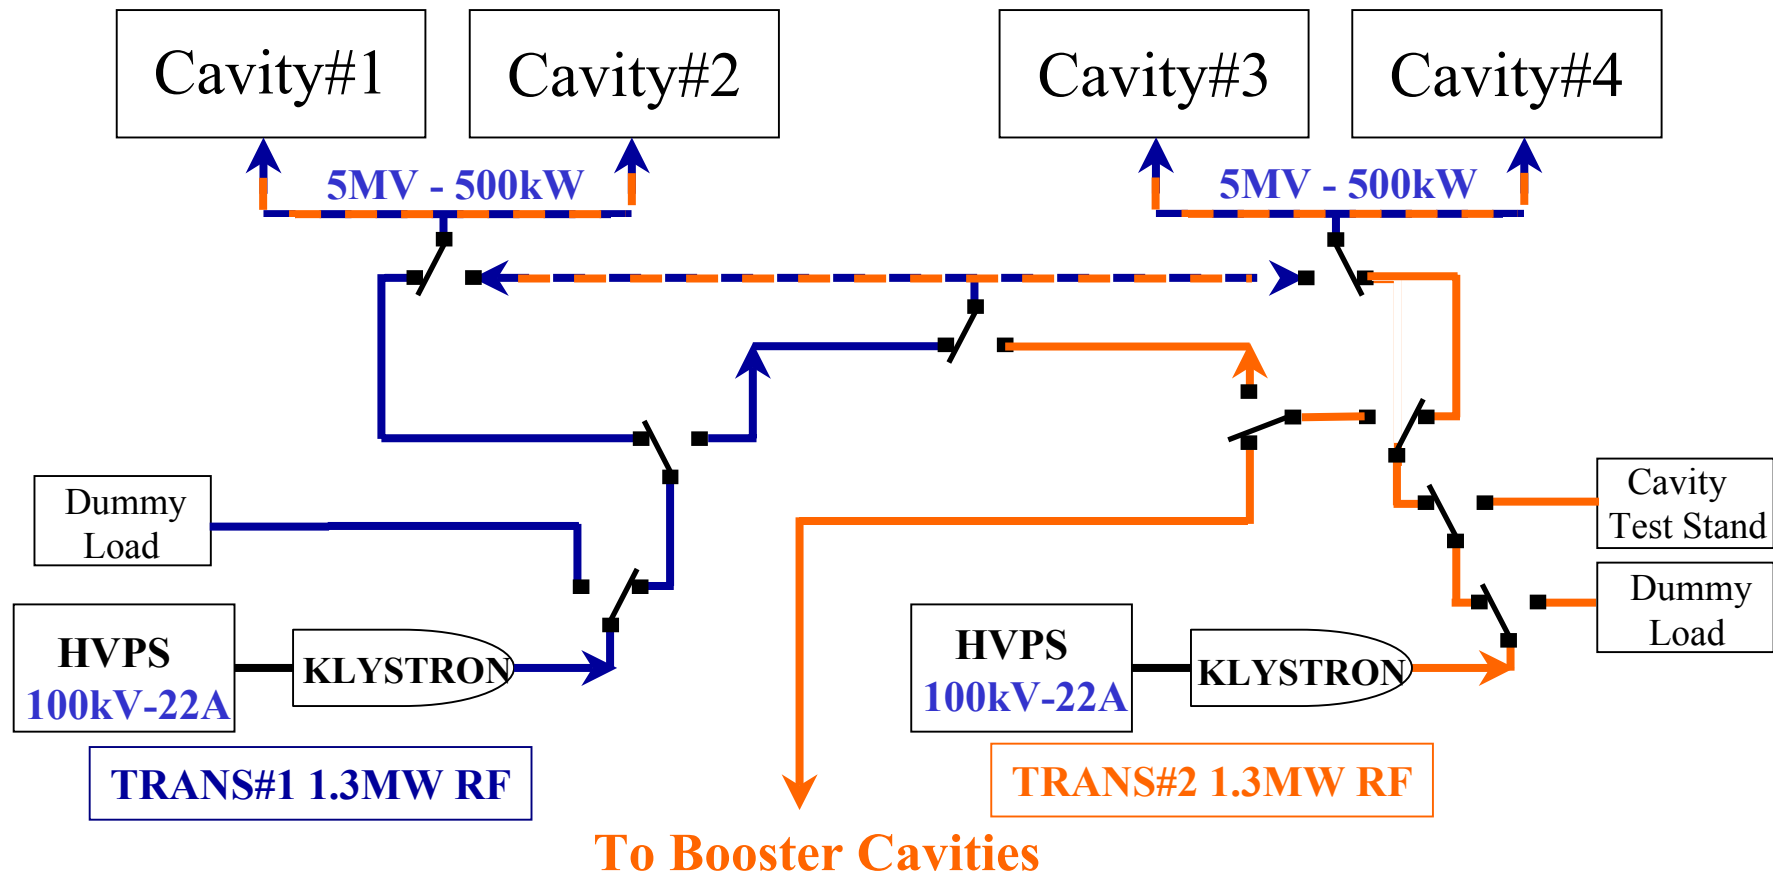 Cavity#1
Cavity#2
Cavity#3
Cavity#4
5MV - 500kW
5MV - 500kW
Dummy
Load
Cavity
Test Stand
Dummy
Load
HVPS
100kV-22A
KLYSTRON
HVPS
100kV-22A
KLYSTRON
TRANS#1 1.3MW RF
TRANS#2 1.3MW RF
To Booster Cavities